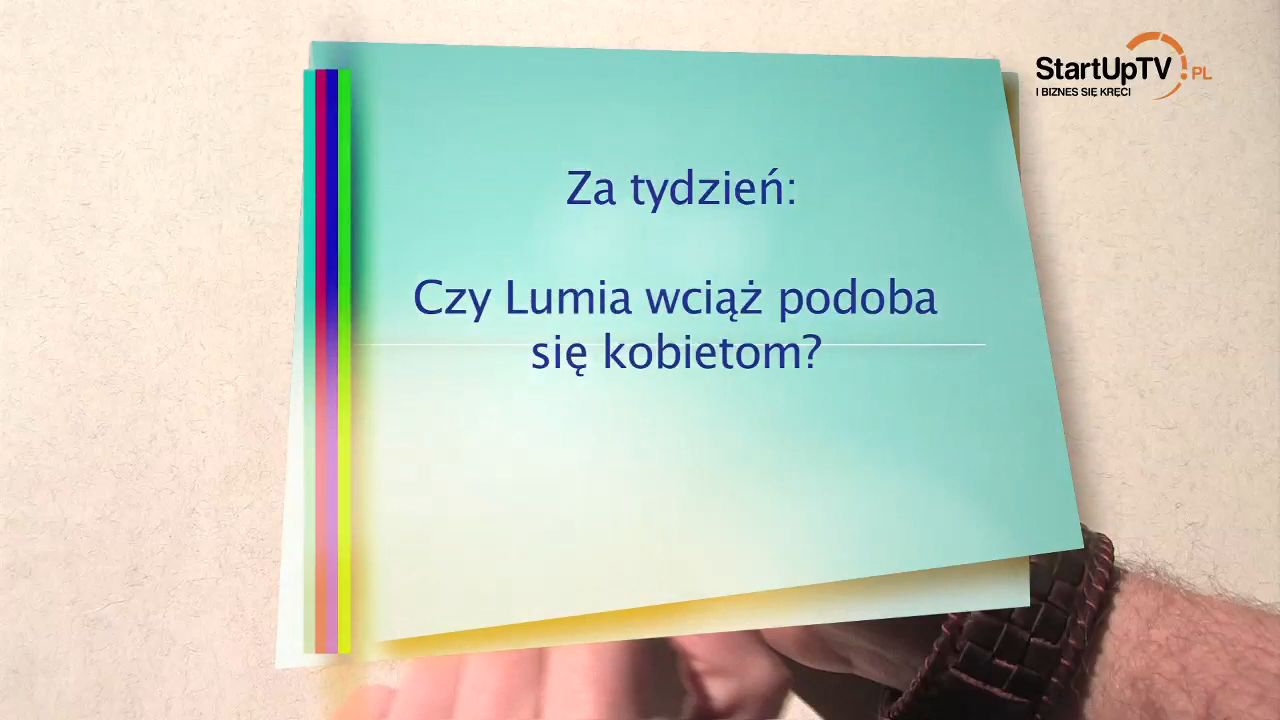 StartUpTV.PL
I BIZNES SIĘ KRĘCI
Za tydzień:
Czy Lumia wciąż podoba
się kobietom?